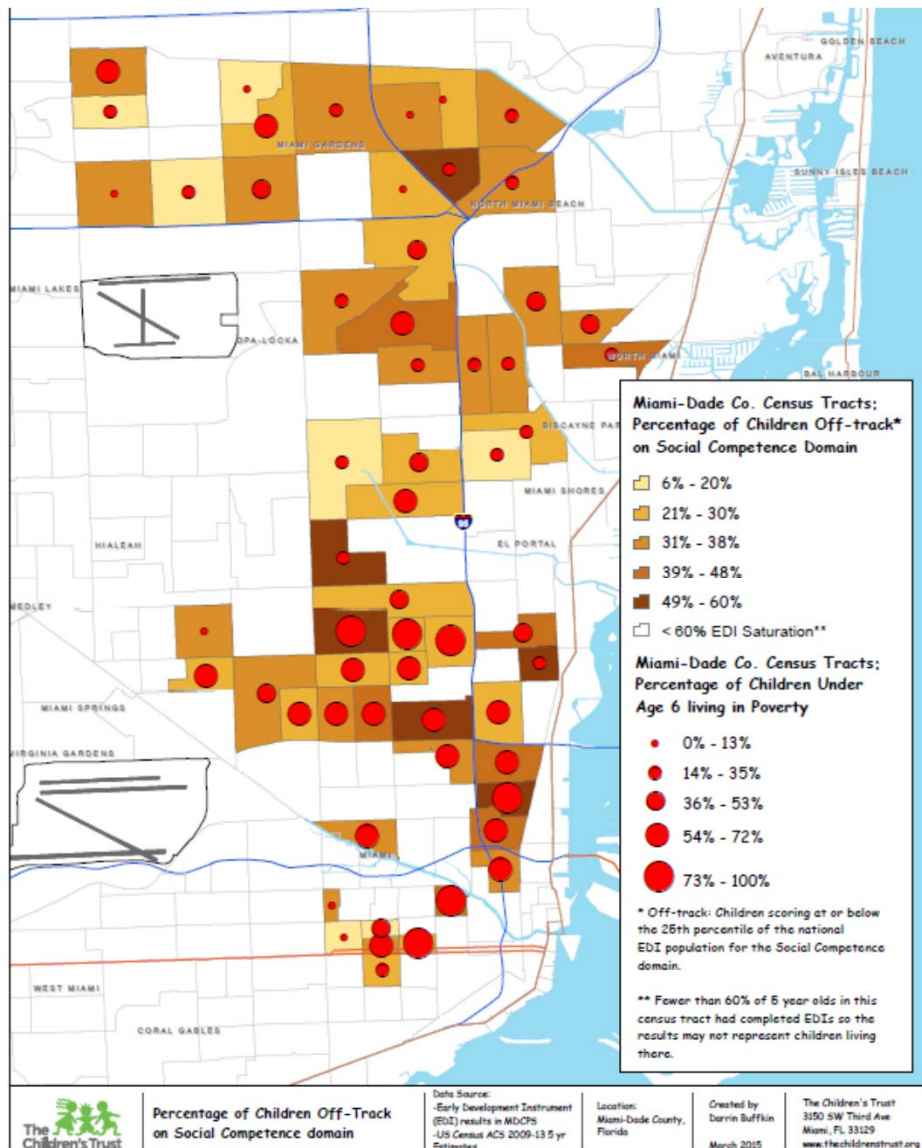 GOLDEN BEACH
AVENTURA
MIAMI GARDENS
SUNNY ISLES BEACH
NORTH MIAMI BEACH
MIAMI LAKES
OPA-LOCKA
NORTH MIAMI
BAL HARBOUR
BISCAYNE PAR
MIAMI SHORES
95
HIALEAH
EL PORTAL
MEDLEY
MIAMI SPRINGS
VIRGINIA GARDENS
MIAMI
WEST MIAMI
CORAL GABLES
Miami-Dade Co. Census Tracts:
Percentage of Children Off-track*
on Social Competence Domain
6% - 20%
21% - 30%
31% - 38%
39% - 48%
49% - 60%
< 60% EDI Saturation**
Miami-Dade Co. Census Tracts:
Percentage of Children Under
Age 6 living in Poverty
0% - 13%
14% - 35%
36% - 53%
54% - 72%
73% - 100%
* Off-track: Children scoring at or below
the 25th percentile of the national
EDI population for the Social Competence
domain.
** Fewer than 60% of 5 year olds in this
census tract had completed EDIs so the
results may not represent children living
there.
The
Children's Trust
Percentage of Children Off-Track
on Social Competence domain
Data Source:
-Early Development Instrument
(EDI) results in MDCPS
-US Census ACS 2009-13 5 yr
Estimates
Location:
Miami-Dade County,
Florida
Created by
Darrin Buffkin
March 2015
The Children's Trust
3150 SW Third Ave
Miami, FL 33129
www.thechildrenstrust.org